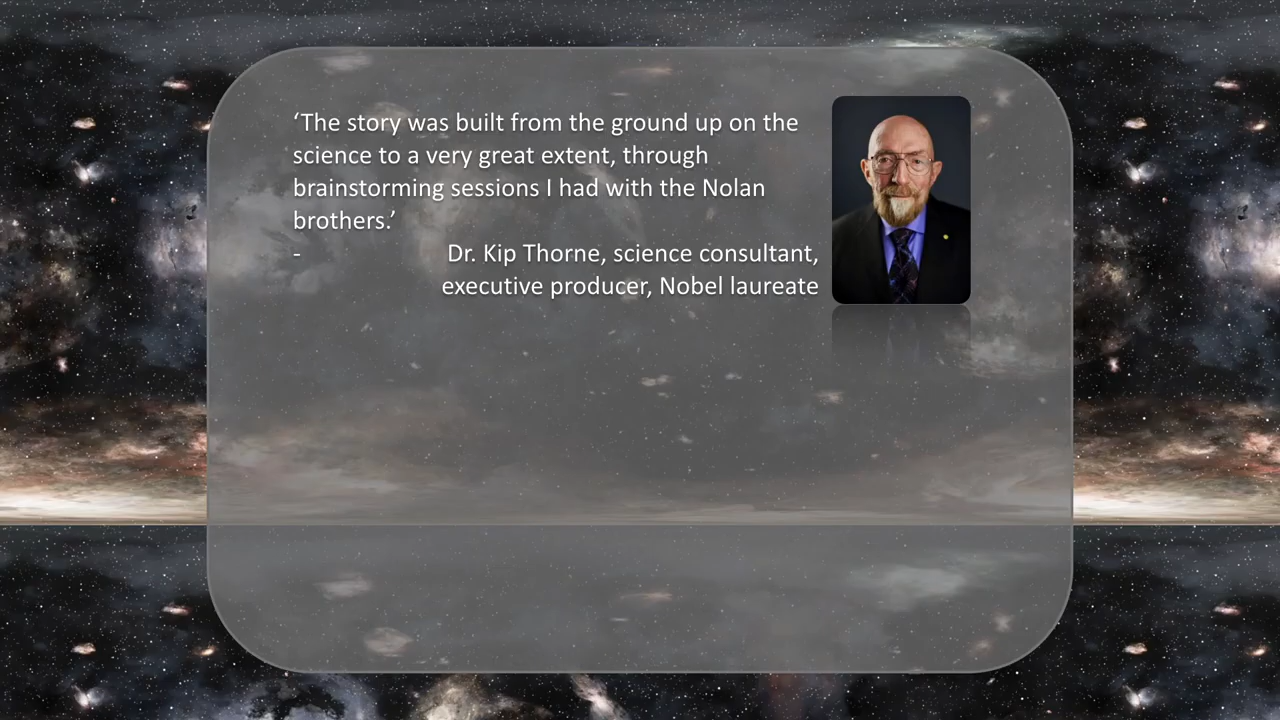 ‘The story was built from the ground up on the
science to a very great extent, through
brainstorming sessions I had with the Nolan
brothers.’
- Dr. Kip Thorne, science consultant,
executive producer, Nobel laureate